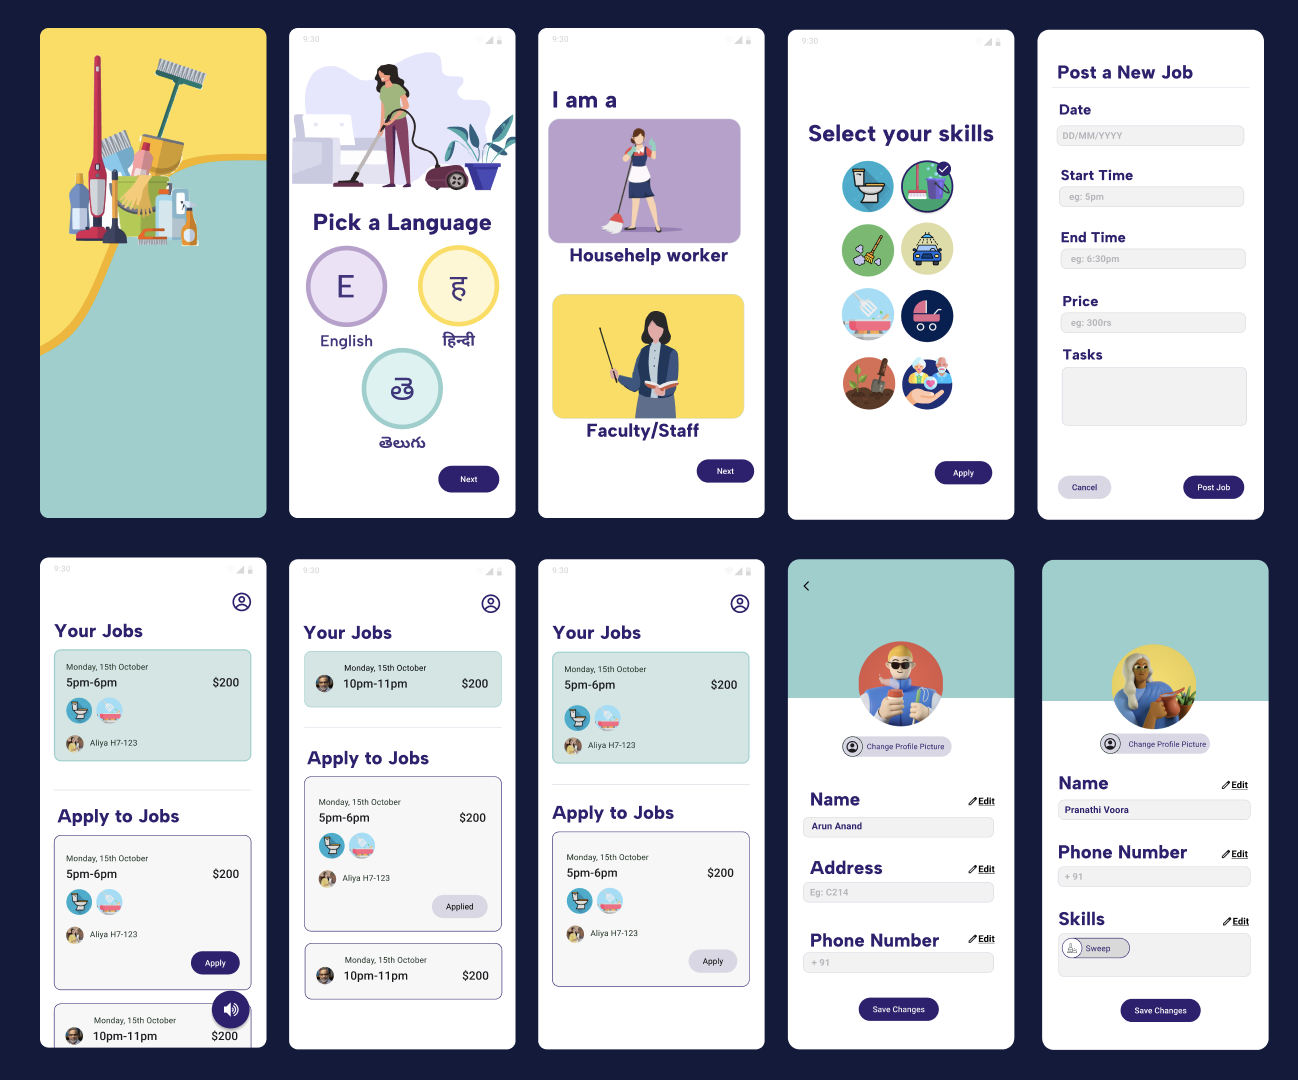 9:30
Pick a Language
E
ह
English
हिन्दी
తె
తెలుగు
Next
9:30
I am a
Househelp worker
Faculty/Staff
Next
9:30
Select your skills
Apply
Post a New Job
Date
DD/MM/YYYY
Start Time
eg: 5pm
End Time
eg: 6:30pm
Price
eg: 300rs
Tasks
Cancel
Post Job
9:30
Your Jobs
Monday, 15th October
5pm-6pm $200
Aliya H7-123
Apply to Jobs
Monday, 15th October
5pm-6pm $200
Aliya H7-123
Apply
Monday, 15th October
10pm-11pm $200
9:30
Your Jobs
Monday, 15th October
10pm-11pm $200
Apply to Jobs
Monday, 15th October
5pm-6pm $200
Aliya H7-123
Applied
Monday, 15th October
10pm-11pm $200
9:30
Your Jobs
Monday, 15th October
5pm-6pm $200
Aliya H7-123
Apply to Jobs
Monday, 15th October
5pm-6pm $200
Aliya H7-123
Apply
Change Profile Picture
Name Edit
Arun Anand
Address Edit
Eg: C214
Phone Number Edit
+ 91
Save Changes
Change Profile Picture
Name Edit
Pranathi Voora
Phone Number Edit
+ 91
Skills Edit
Sweep
Save Changes